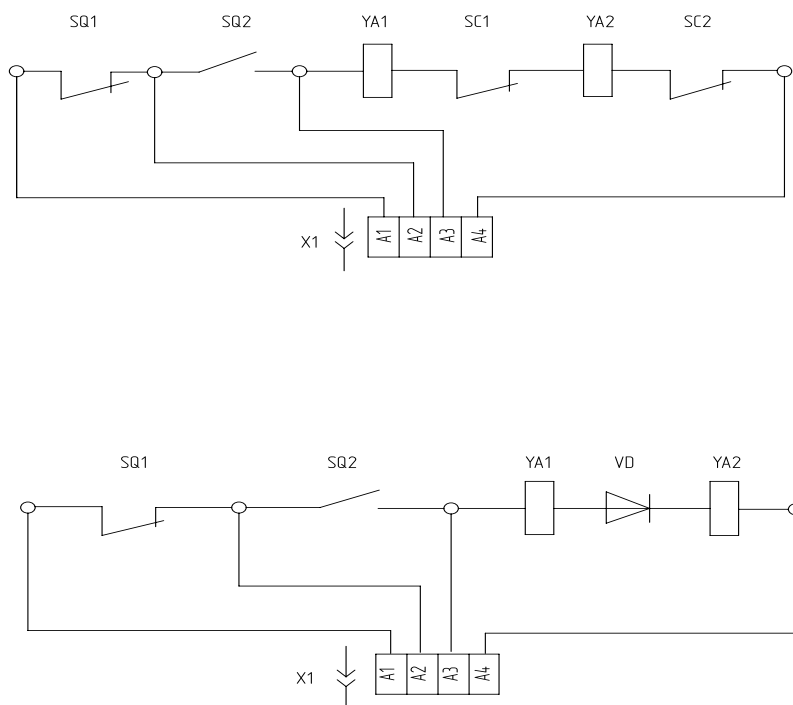 SQ1 SQ2 YA1 SC1 YA2 SC2
X1 A1 A2 A3 A4
SQ1 SQ2 YA1 VD YA2
X1 A1 A2 A3 A4